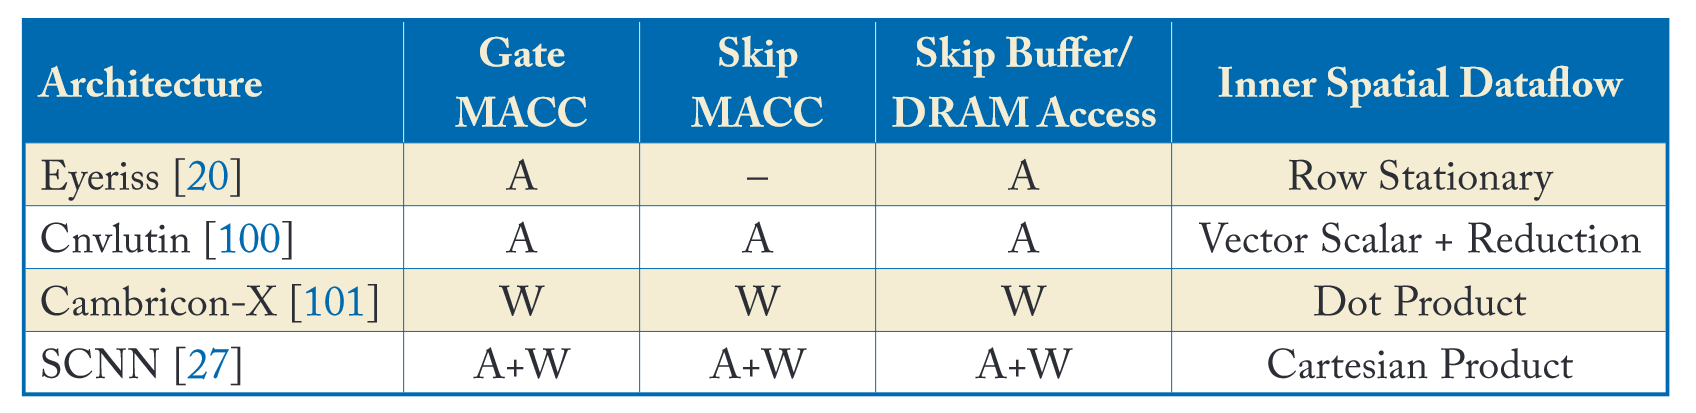 Architecture Gate MACC Skip MACC Skip Buffer/ DRAM Access Inner Spatial Dataflow
Eyeriss [20] A – A Row Stationary
Cnvlutin [100] A A A Vector Scalar + Reduction
Cambricon-X [101] W W W Dot Product
SCNN [27] A+W A+W A+W Cartesian Product